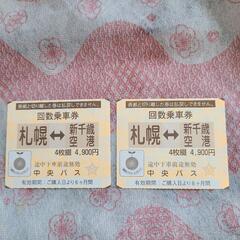 表紙と切り離した券は払戻しできません。
回数乗車券
札幌↔新千歳空港
4枚綴 4,900円
途中下車前途無効
中央バス
有効期間：ご購入日より6ヶ月間
表紙と切り離した券は払戻しできません。
回数乗車券
札幌↔新千歳空港
4枚綴 4,900円
途中下車前途無効
中央バス
有効期間：ご購入日より6ヶ月間